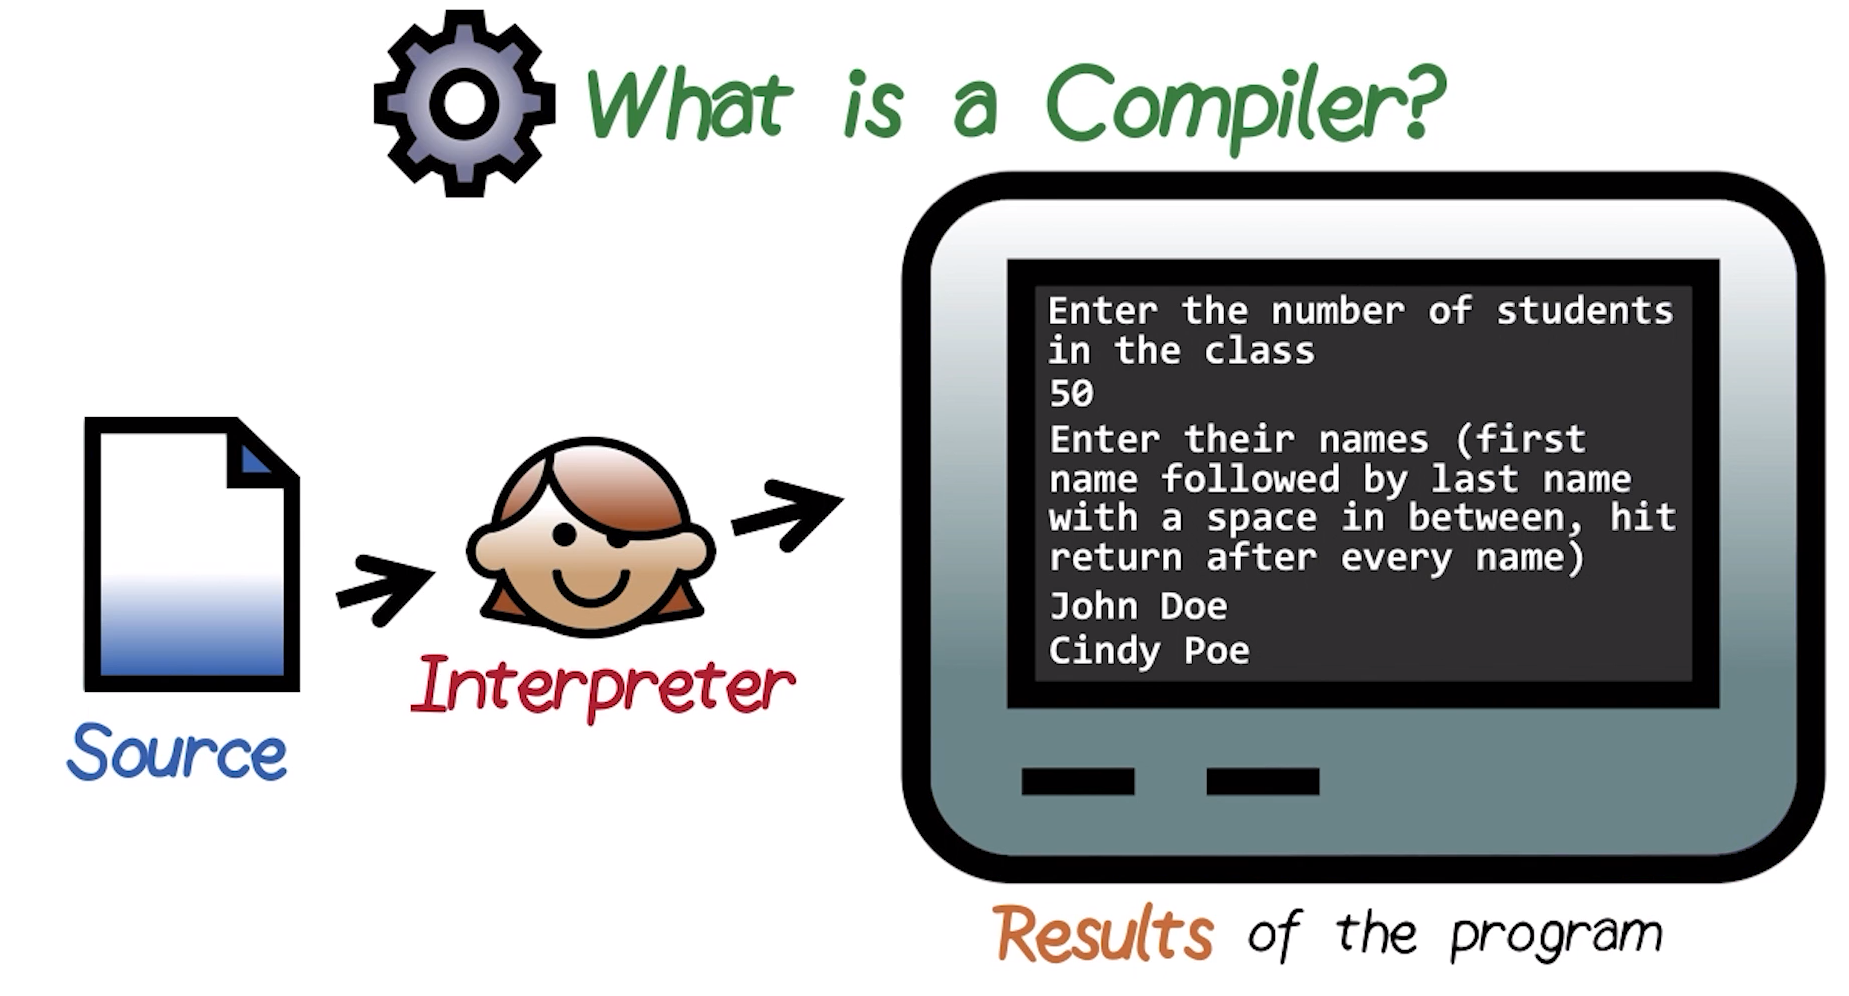 What is a Compiler?
Enter the number of students
in the class
50
Enter their names (first
name followed by last name
with a space in between, hit
return after every name)
John Doe
Cindy Poe
Interpreter
Source
Results of the program